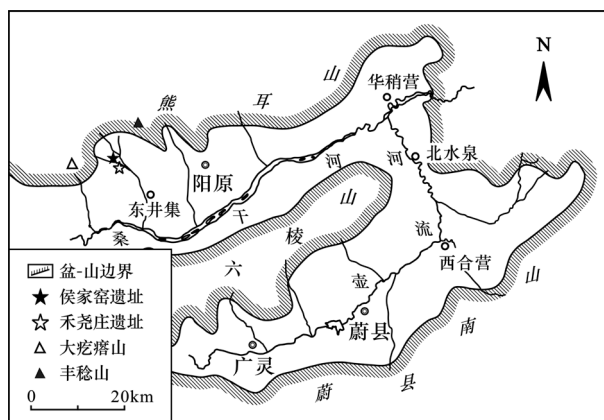 N
熊耳山
华稍营
北水泉
阳原
东井集
桑干河
六棱山
壶流河
西合营
蔚县
广灵
蔚县南山
盆-山边界
侯家窑遗址
禾尧庄遗址
大疙瘩山
丰稔山
0 20km